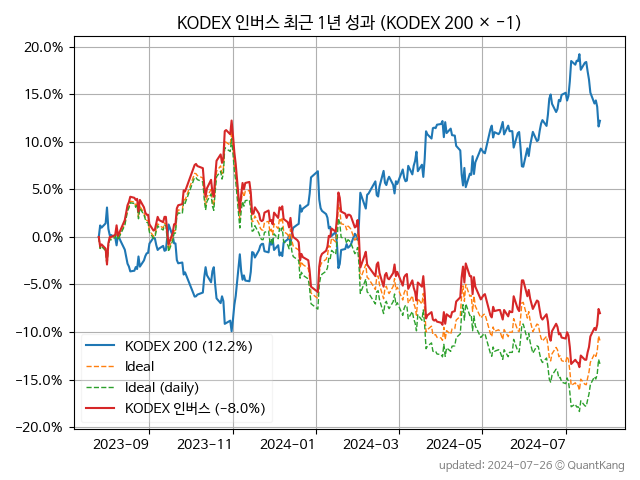 KODEX 인버스 최근 1년 성과 (KODEX 200 × −1)
20.0%
15.0%
10.0%
5.0%
0.0%
−5.0%
−10.0%
−15.0%
−20.0%
KODEX 200 (12.2%)
Ideal
Ideal (daily)
KODEX 인버스 (−8.0%)
2023-09 2023-11 2024-01 2024-03 2024-05 2024-07
updated: 2024-07-26 © QuantKang